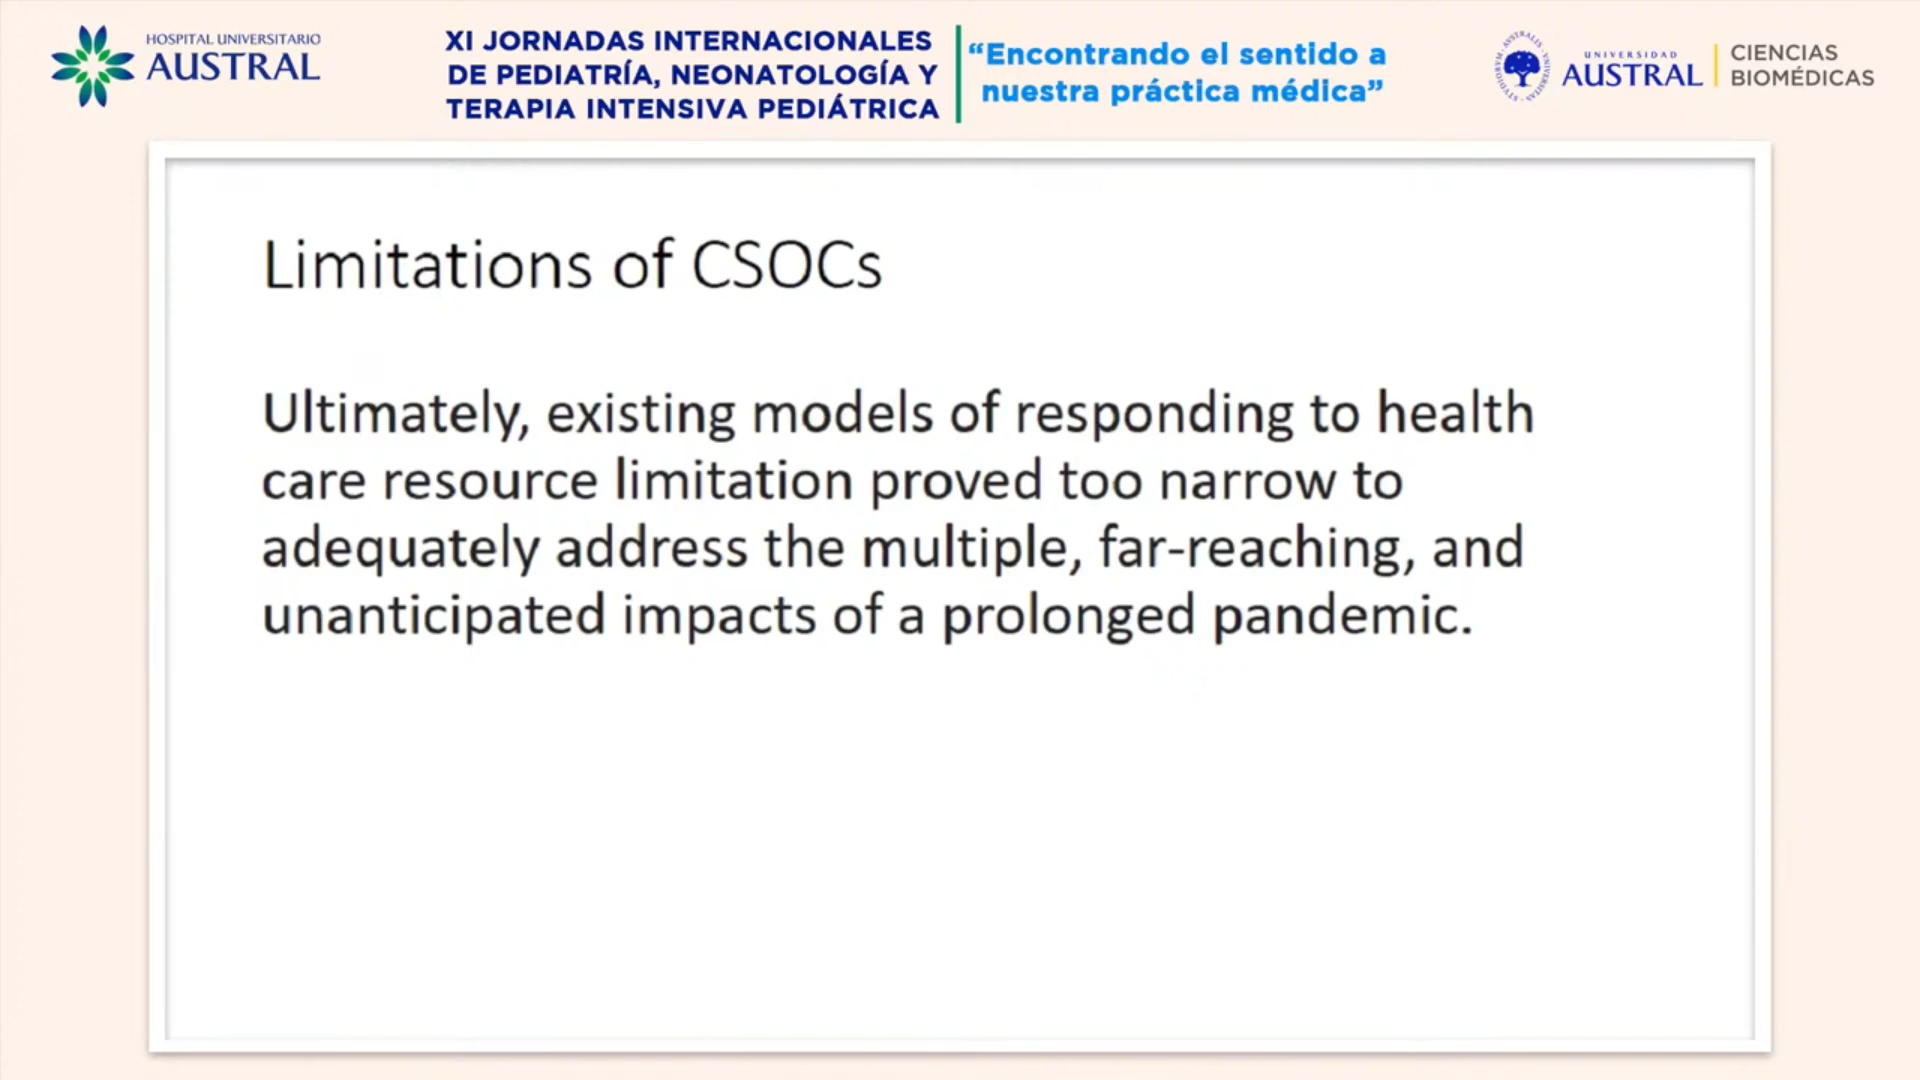 HOSPITAL UNIVERSITARIO
AUSTRAL
XI JORNADAS INTERNACIONALES
DE PEDIATRÍA, NEONATOLOGÍA Y
TERAPIA INTENSIVA PEDIÁTRICA
“Encontrando el sentido a
nuestra práctica médica”
UNIVERSIDAD
AUSTRAL
CIENCIAS
BIOMÉDICAS
Limitations of CSOCs
Ultimately, existing models of responding to health
care resource limitation proved too narrow to
adequately address the multiple, far-reaching, and
unanticipated impacts of a prolonged pandemic.